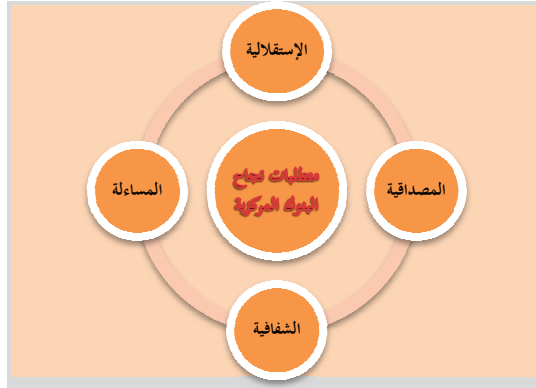 الإستقلالية
المصداقية
متطلبات نجاح
البنوك المركزية
المساءلة
الشفافية